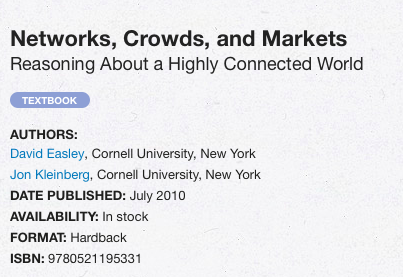 Networks, Crowds, and Markets
Reasoning About a Highly Connected World
TEXTBOOK
AUTHORS:
David Easley, Cornell University, New York
Jon Kleinberg, Cornell University, New York
DATE PUBLISHED: July 2010
AVAILABILITY: In stock
FORMAT: Hardback
ISBN: 9780521195331